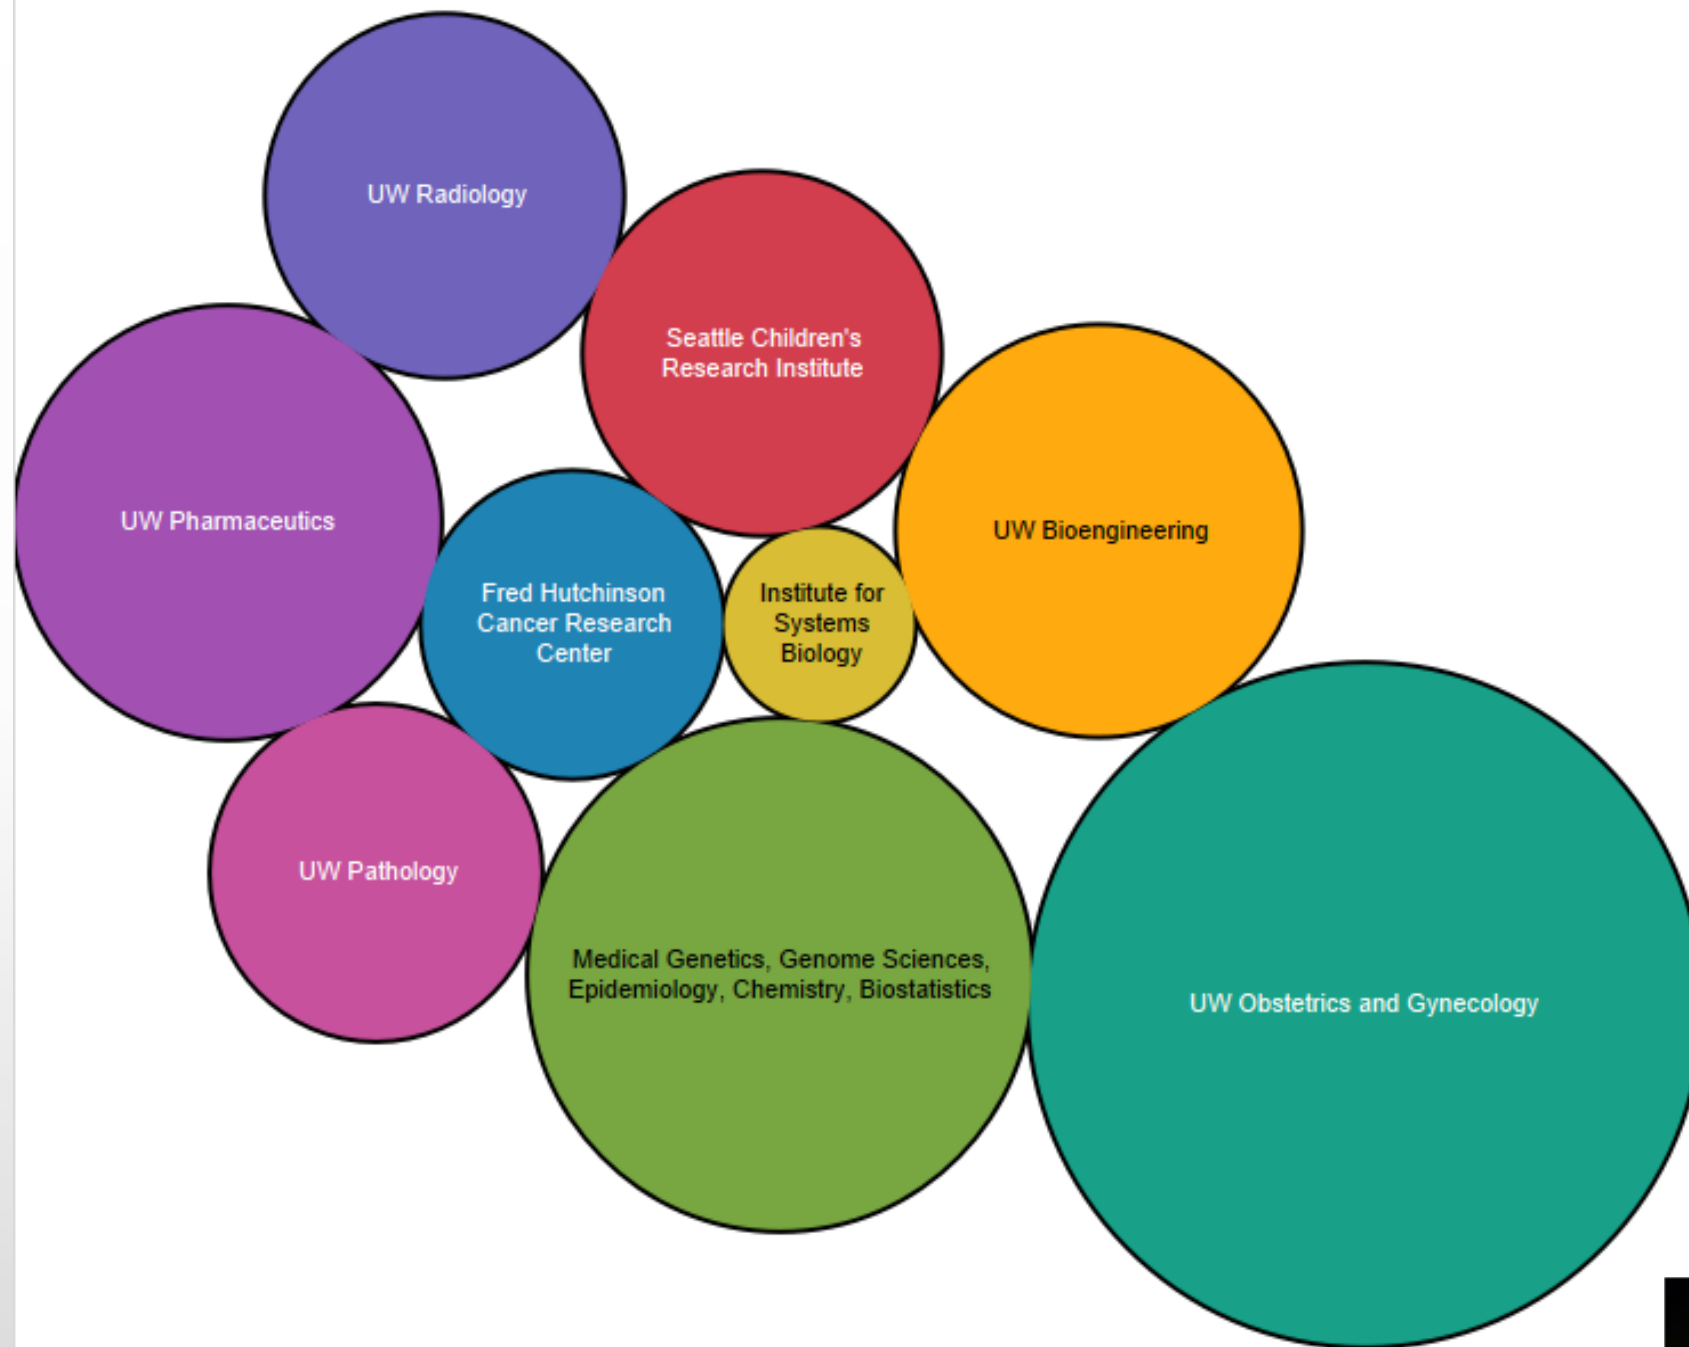 UW Radiology
Seattle Children's
Research Institute
UW Pharmaceutics
UW Bioengineering
Fred Hutchinson
Cancer Research
Center
Institute for
Systems
Biology
UW Pathology
Medical Genetics, Genome Sciences,
Epidemiology, Chemistry, Biostatistics
UW Obstetrics and Gynecology